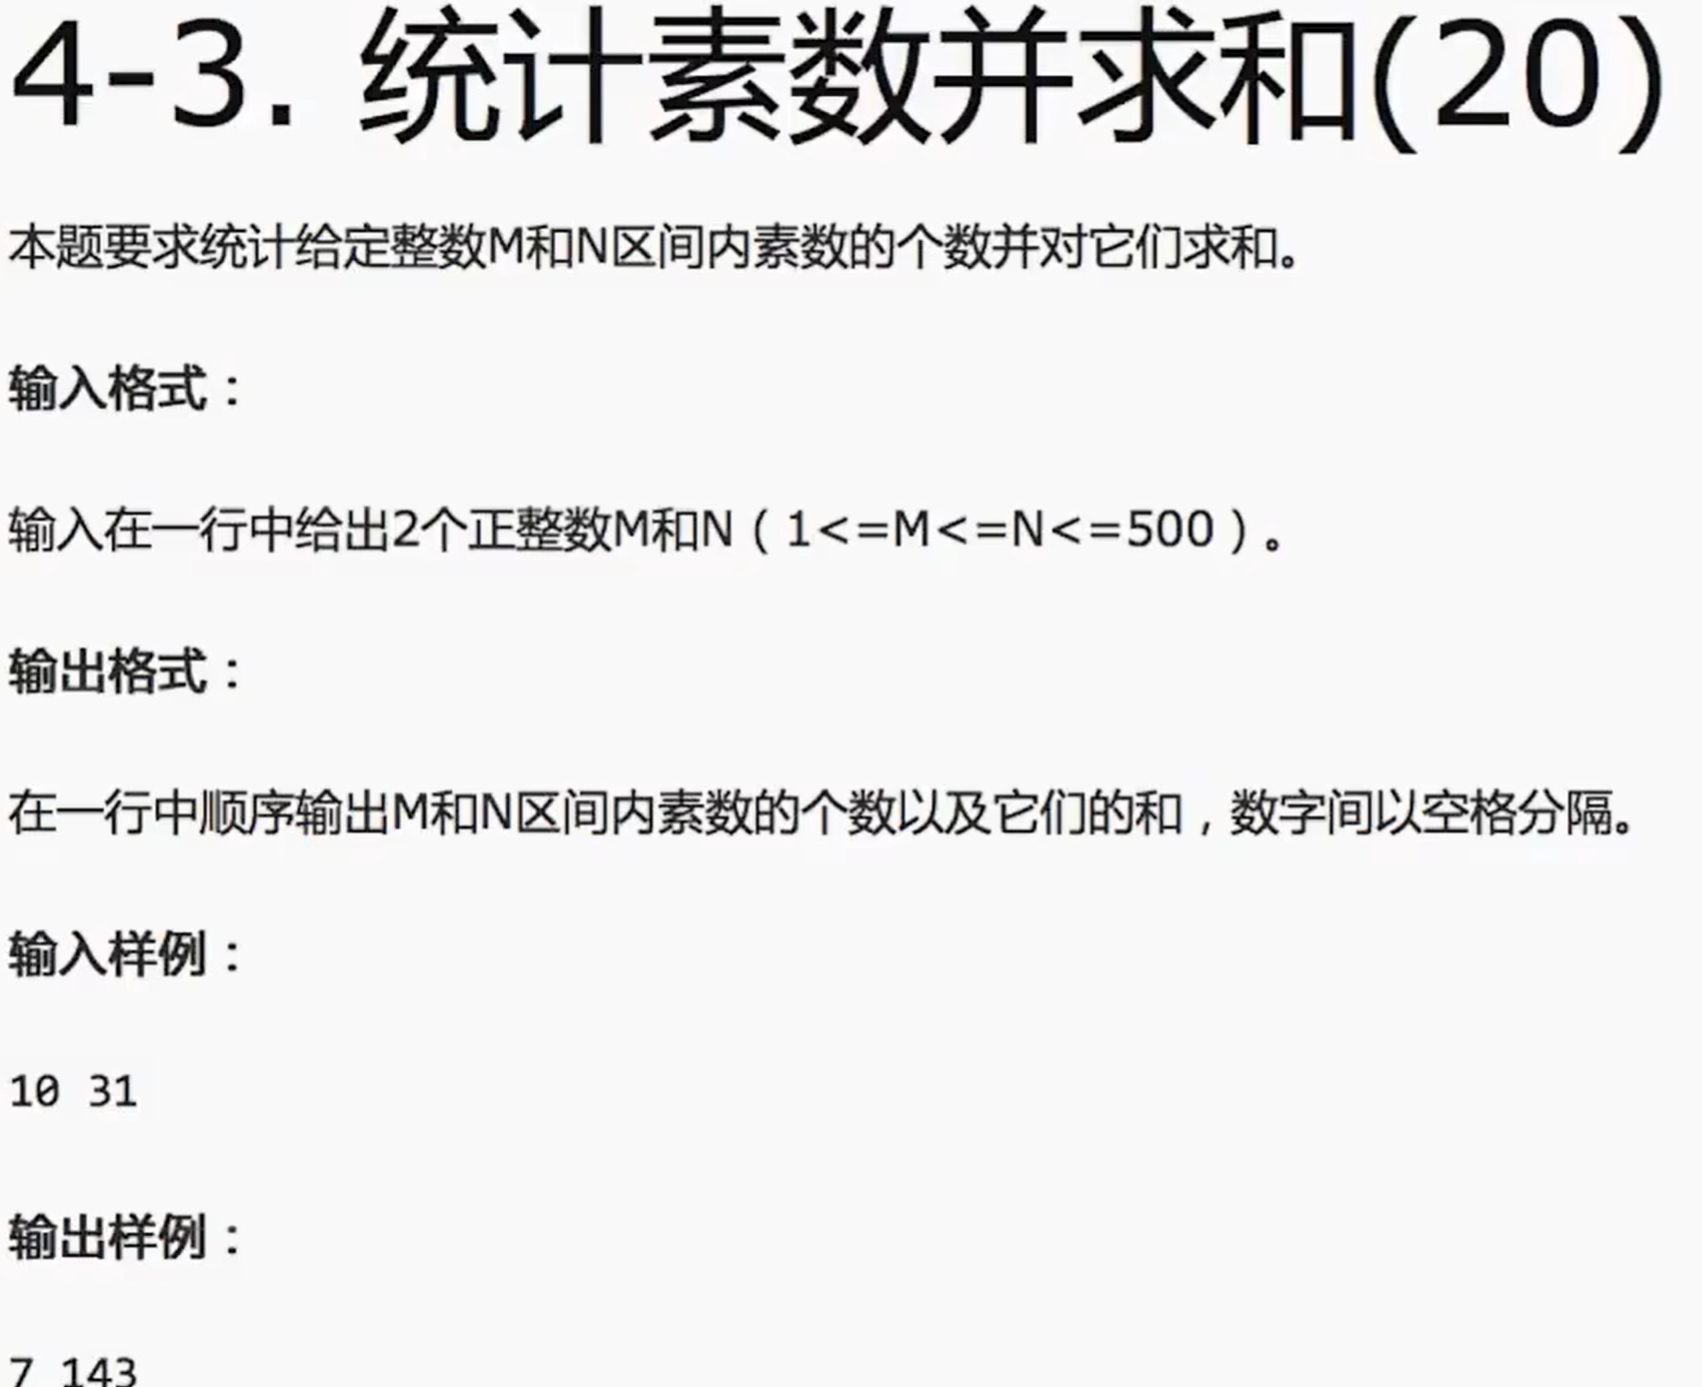 4-3. 统计素数并求和(20)
本题要求统计给定整数M和N区间内素数的个数并对它们求和。
输入格式：
输入在一行中给出2个正整数M和N（1<=M<=N<=500）。
输出格式：
在一行中顺序输出M和N区间内素数的个数以及它们的和，数字间以空格分隔。
输入样例：
10 31
输出样例：
7 143